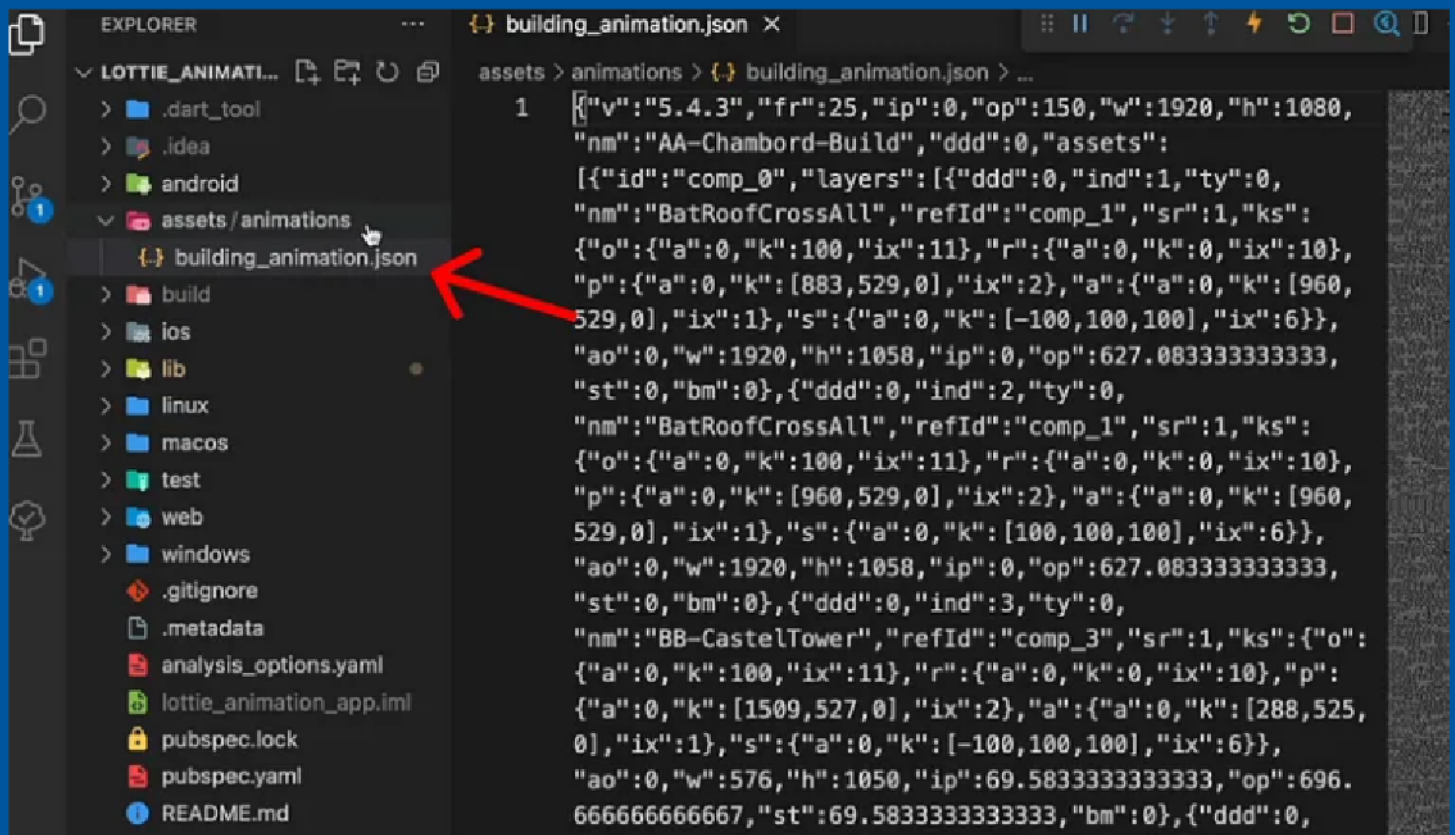 EXPLORER
LOTTIE_ANIMATI...
.dart_tool
.idea
android
assets/animations
building_animation.json
build
ios
lib
linux
macos
test
web
windows
.gitignore
.metadata
analysis_options.yaml
lottie_animation_app.iml
pubspec.lock
pubspec.yaml
README.md
1
1
{..} building_animation.json
assets > animations > {..} building_animation.json > ...
1
{"v":"5.4.3","fr":25,"ip":0,"op":150,"w":1920,"h":1080,
"nm":"AA-Chambord-Build","ddd":0,"assets":
[{"id":"comp_0","layers":[{"ddd":0,"ind":1,"ty":0,
"nm":"BatRoofCrossAll","refId":"comp_1","sr":1,"ks":
{"o":{"a":0,"k":100,"ix":11},"r":{"a":0,"k":0,"ix":10},
"p":{"a":0,"k":[883,529,0],"ix":2},"a":{"a":0,"k":[960,
529,0],"ix":1},"s":{"a":0,"k":[-100,100,100],"ix":6}},
"ao":0,"w":1920,"h":1058,"ip":0,"op":627.083333333333,
"st":0,"bm":0},{"ddd":0,"ind":2,"ty":0,
"nm":"BatRoofCrossAll","refId":"comp_1","sr":1,"ks":
{"o":{"a":0,"k":100,"ix":11},"r":{"a":0,"k":0,"ix":10},
"p":{"a":0,"k":[960,529,0],"ix":2},"a":{"a":0,"k":[960,
529,0],"ix":1},"s":{"a":0,"k":[100,100,100],"ix":6}},
"ao":0,"w":1920,"h":1058,"ip":0,"op":627.083333333333,
"st":0,"bm":0},{"ddd":0,"ind":3,"ty":0,
"nm":"BB-CastelTower","refId":"comp_3","sr":1,"ks":{"o":
{"a":0,"k":100,"ix":11},"r":{"a":0,"k":0,"ix":10},"p":
{"a":0,"k":[1509,527,0],"ix":2},"a":{"a":0,"k":[288,525,
0],"ix":1},"s":{"a":0,"k":[-100,100,100],"ix":6}},
"ao":0,"w":576,"h":1050,"ip":69.5833333333333,"op":696.
666666666667,"st":69.5833333333333,"bm":0},{"ddd":0,